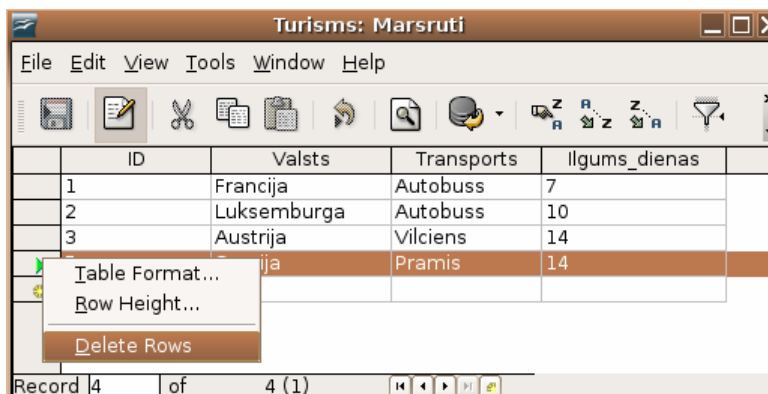 Turisms: Marsruti
File Edit View Tools Window Help
ID Valsts Transports Ilgums_dienas
1 Francija Autobuss 7
2 Luksemburga Autobuss 10
3 Austrija Vilciens 14
Pramis 14
Table Format...
Row Height...
Delete Rows
Record 4 of 4 (1)